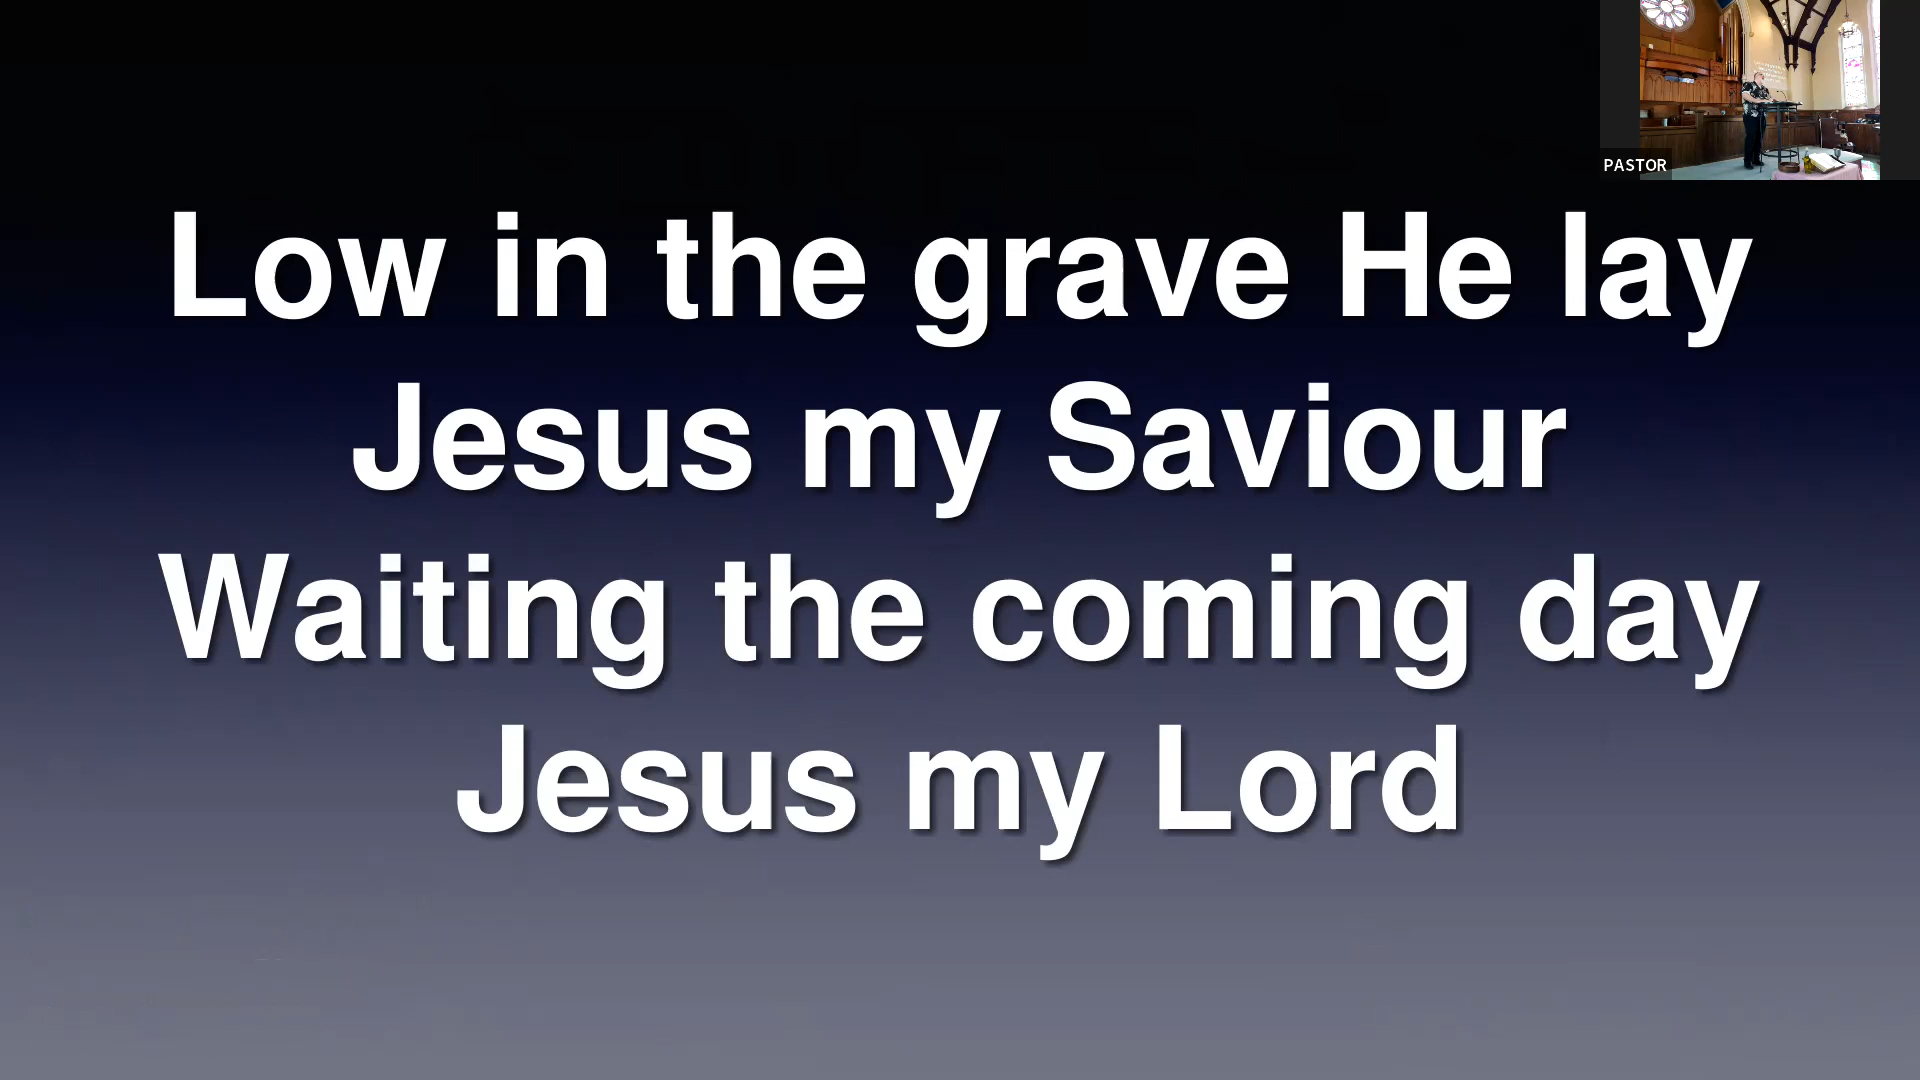 PASTOR
Low in the grave He lay
Jesus my Saviour
Waiting the coming day
Jesus my Lord